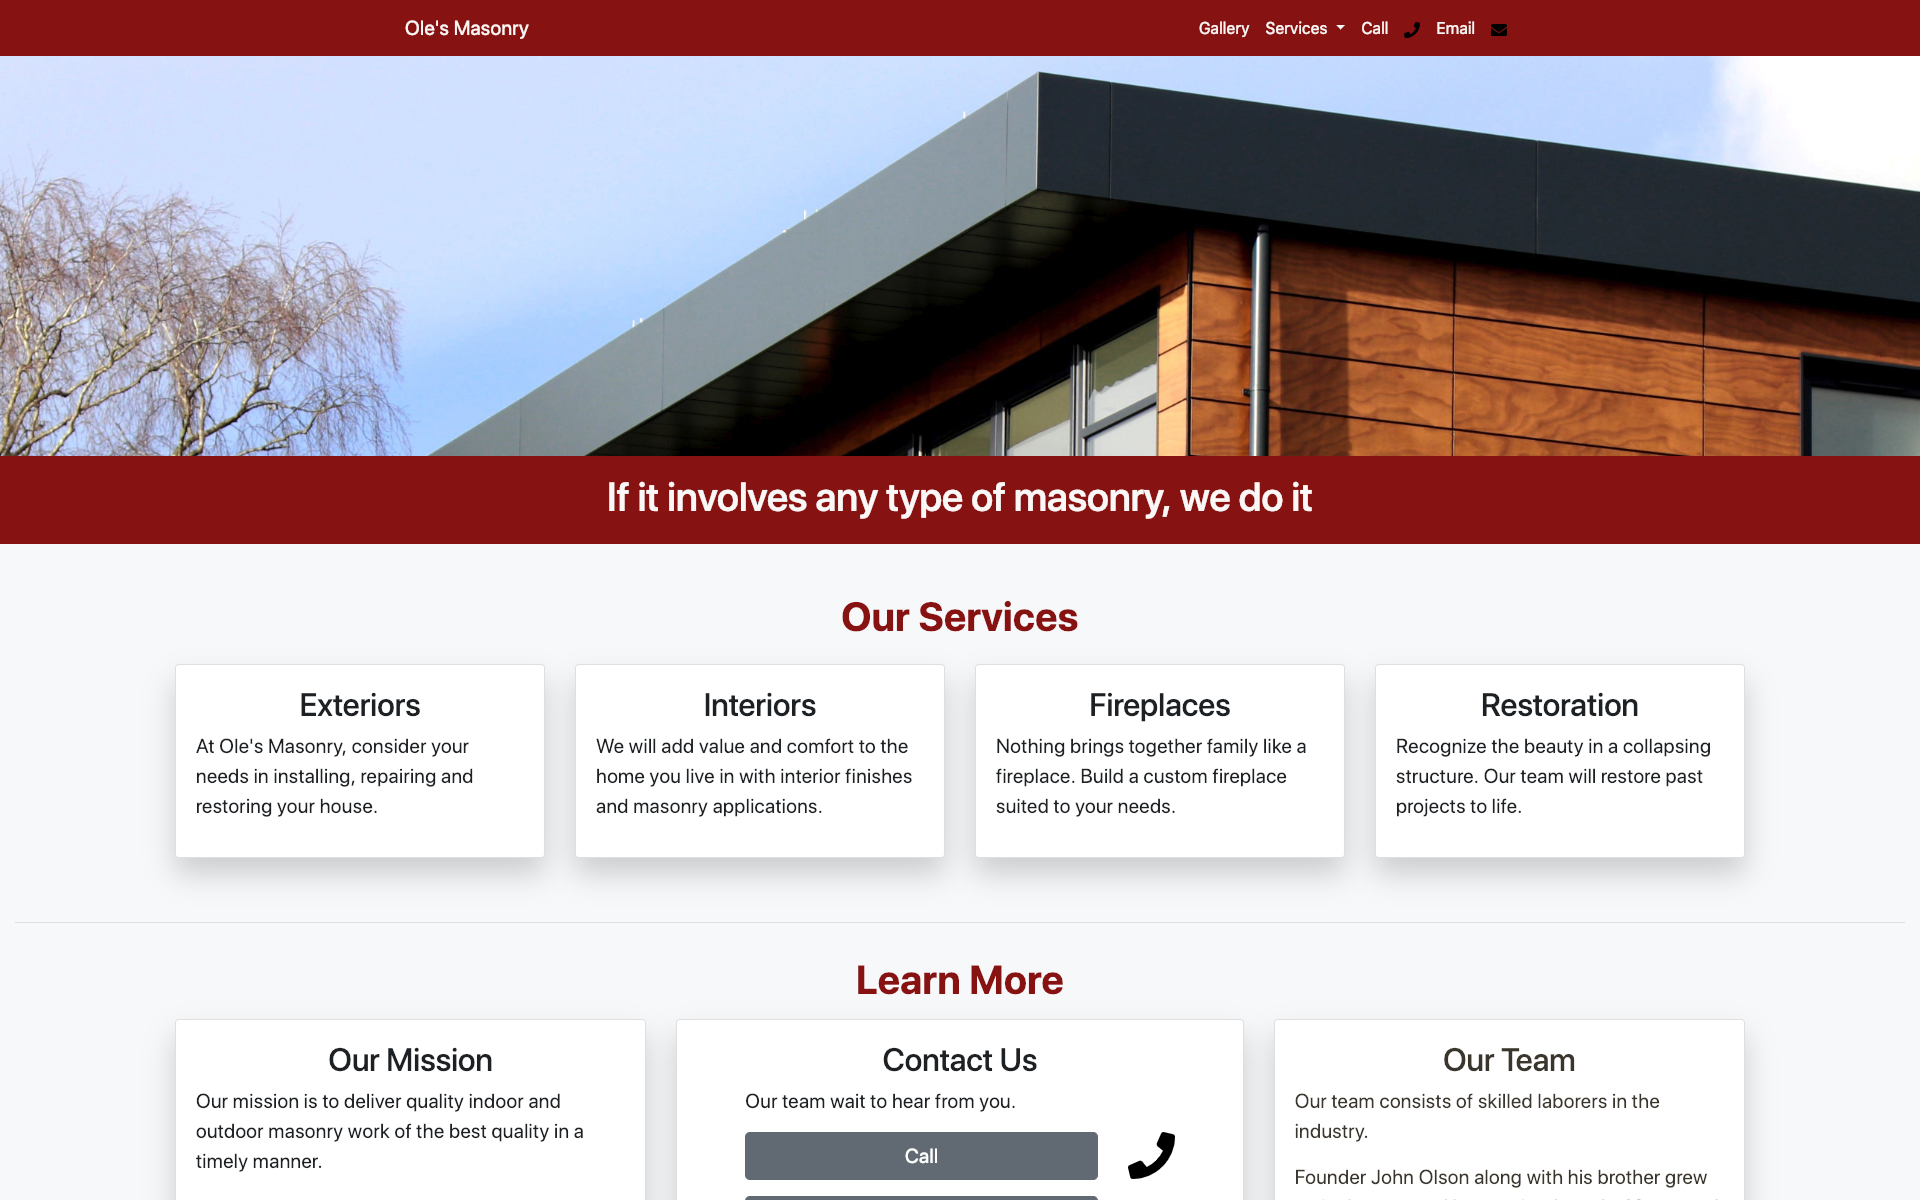 Ole's Masonry
Gallery Services Call Email
If it involves any type of masonry, we do it
Our Services
Exteriors
At Ole's Masonry, consider your
needs in installing, repairing and
restoring your house.
Interiors
We will add value and comfort to the
home you live in with interior finishes
and masonry applications.
Fireplaces
Nothing brings together family like a
fireplace. Build a custom fireplace
suited to your needs.
Restoration
Recognize the beauty in a collapsing
structure. Our team will restore past
projects to life.
Learn More
Our Mission
Our mission is to deliver quality indoor and
outdoor masonry work of the best quality in a
timely manner.
Contact Us
Our team wait to hear from you.
Call
Our Team
Our team consists of skilled laborers in the
industry.
Founder John Olson along with his brother grew